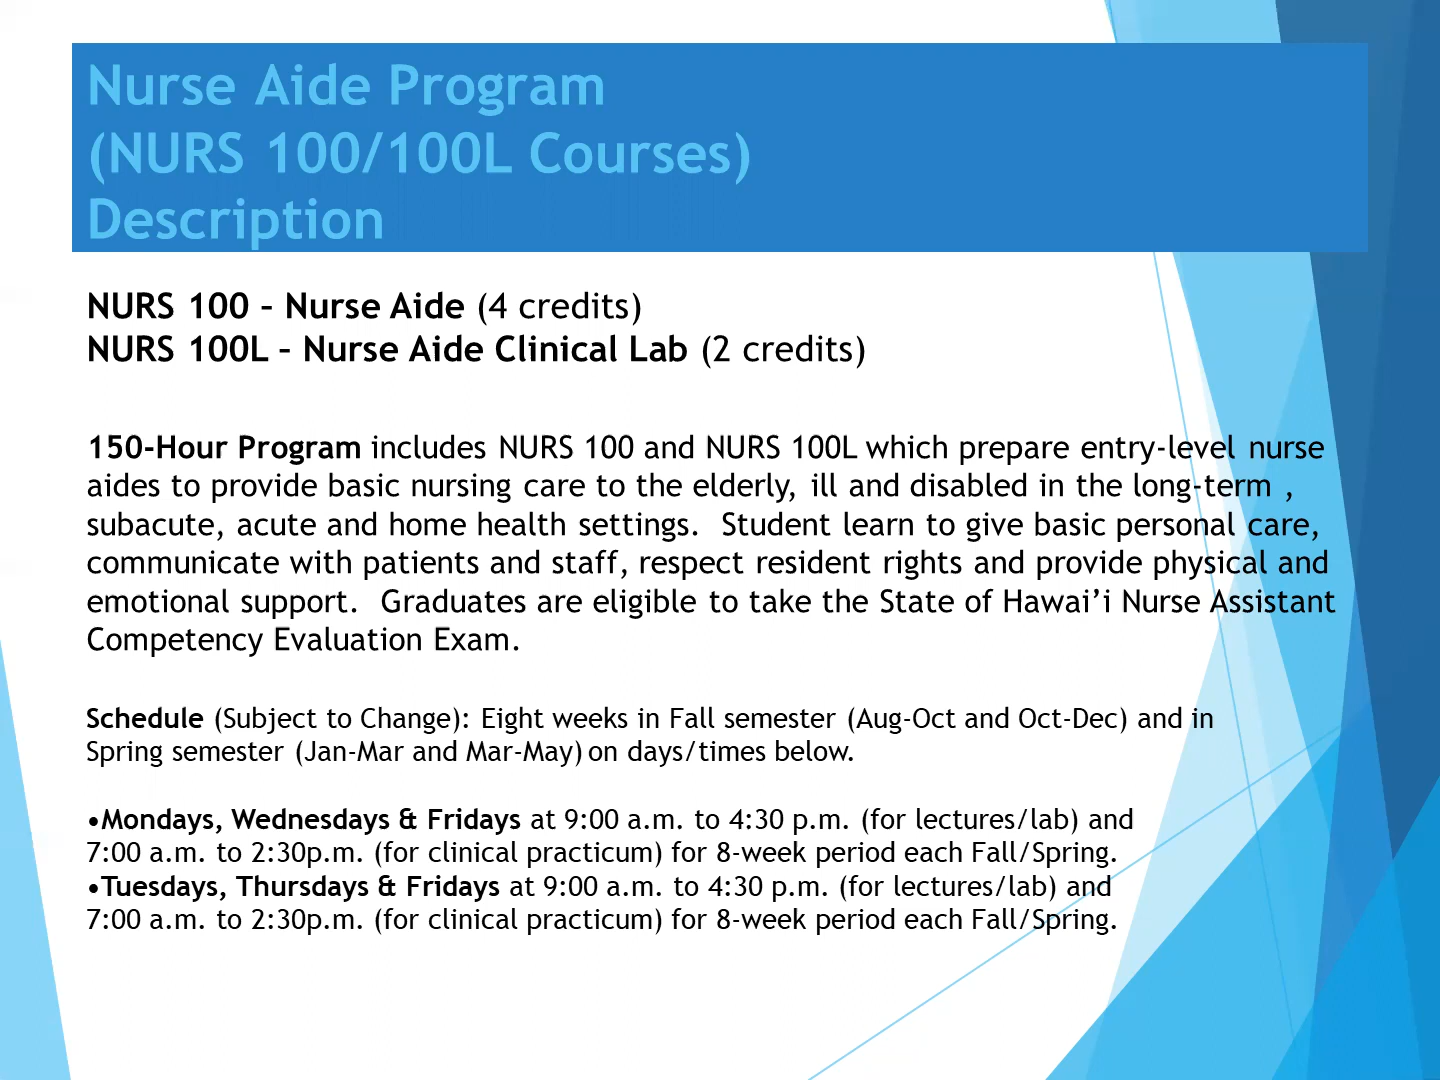 Nurse Aide Program
(NURS 100/100L Courses)
Description
NURS 100 – Nurse Aide (4 credits)
NURS 100L – Nurse Aide Clinical Lab (2 credits)
150-Hour Program includes NURS 100 and NURS 100L which prepare entry-level nurse
aides to provide basic nursing care to the elderly, ill and disabled in the long-term ,
subacute, acute and home health settings.  Student learn to give basic personal care,
communicate with patients and staff, respect resident rights and provide physical and
emotional support.  Graduates are eligible to take the State of Hawai’i Nurse Assistant
Competency Evaluation Exam.
Schedule (Subject to Change): Eight weeks in Fall semester (Aug-Oct and Oct-Dec) and in
Spring semester (Jan-Mar and Mar-May) on days/times below.
•Mondays, Wednesdays & Fridays at 9:00 a.m. to 4:30 p.m. (for lectures/lab) and
7:00 a.m. to 2:30p.m. (for clinical practicum) for 8-week period each Fall/Spring.
•Tuesdays, Thursdays & Fridays at 9:00 a.m. to 4:30 p.m. (for lectures/lab) and
7:00 a.m. to 2:30p.m. (for clinical practicum) for 8-week period each Fall/Spring.